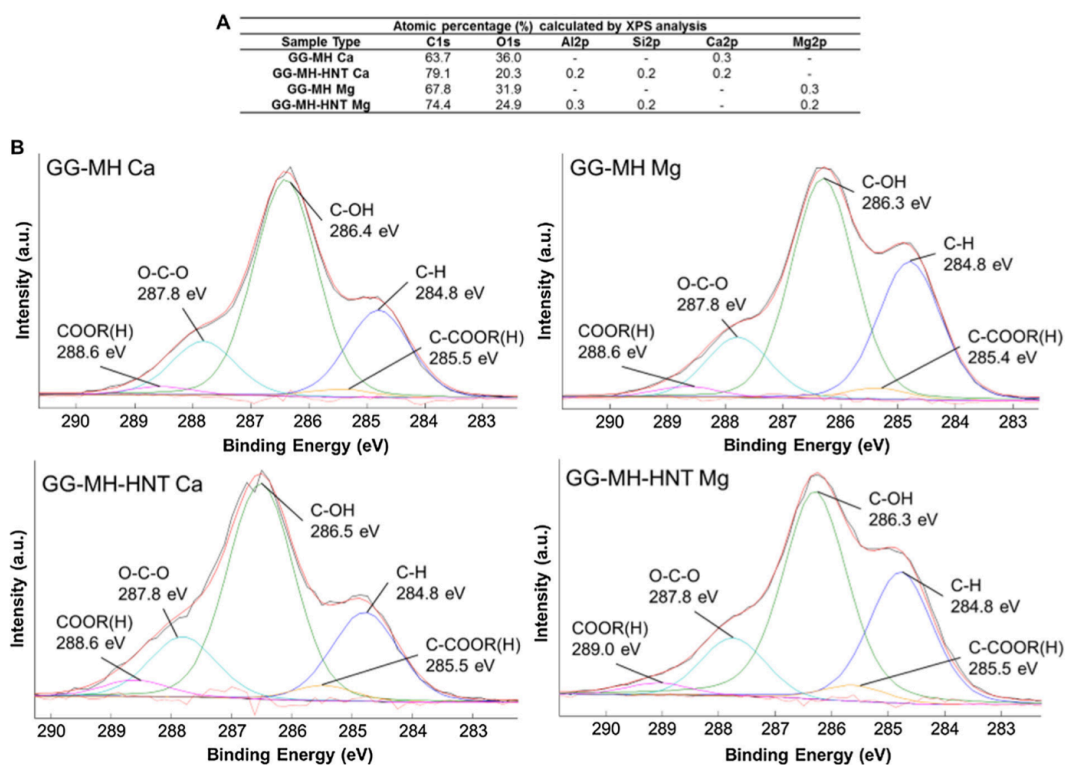 A
Atomic percentage (%) calculated by XPS analysis
Sample Type C1s O1s Al2p Si2p Ca2p Mg2p
GG-MH Ca 63.7 36.0 - - 0.3 -
GG-MH-HNT Ca 79.1 20.3 0.2 0.2 0.2 -
GG-MH Mg 67.8 31.9 - - - 0.3
GG-MH-HNT Mg 74.4 24.9 0.3 0.2 - 0.2
B
GG-MH Ca
C-OH
286.4 eV
O-C-O
287.8 eV
C-H
284.8 eV
COOR(H)
288.6 eV
C-COOR(H)
285.5 eV
Intensity (a.u.)
290 289 288 287 286 285 284 283
Binding Energy (eV)
GG-MH Mg
C-OH
286.3 eV
C-H
284.8 eV
O-C-O
287.8 eV
COOR(H)
288.6 eV
C-COOR(H)
285.4 eV
Intensity (a.u.)
290 289 288 287 286 285 284 283
Binding Energy (eV)
GG-MH-HNT Ca
C-OH
286.5 eV
O-C-O
287.8 eV
C-H
284.8 eV
COOR(H)
288.6 eV
C-COOR(H)
285.5 eV
Intensity (a.u.)
290 289 288 287 286 285 284 283
Binding Energy (eV)
GG-MH-HNT Mg
C-OH
286.3 eV
O-C-O
287.8 eV
C-H
284.8 eV
COOR(H)
289.0 eV
C-COOR(H)
285.5 eV
Intensity (a.u.)
290 289 288 287 286 285 284 283
Binding Energy (eV)